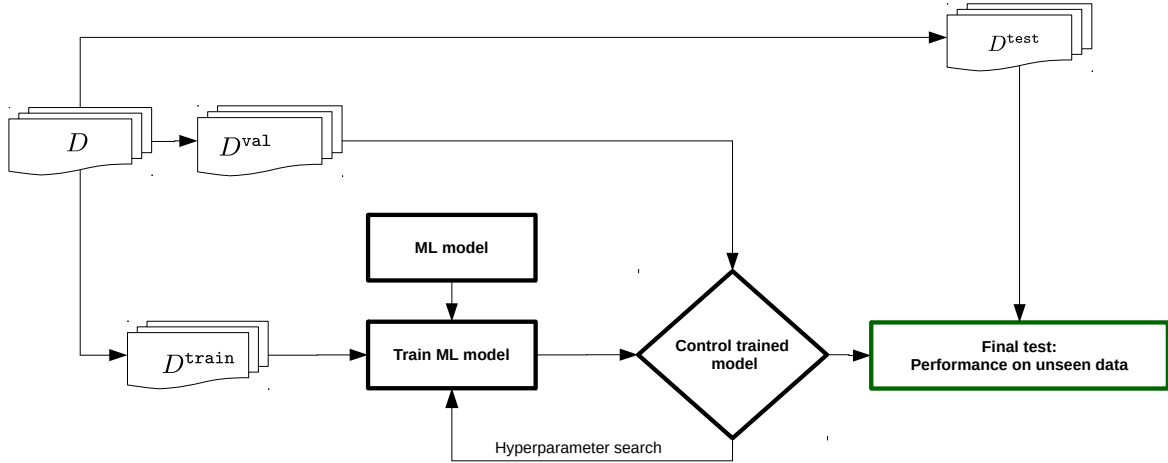 D^test
D
D^val
ML model
Train ML model
Control trained
model
Final test:
Performance on unseen data
D^train
Hyperparameter search